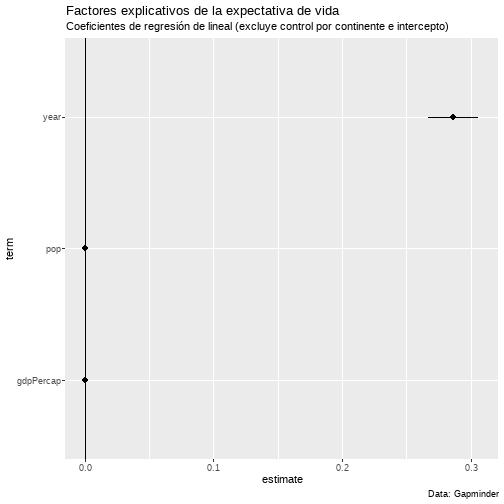 Factores explicativos de la expectativa de vida
Coeficientes de regresión de lineal (excluye control por continente e intercepto)
term
year
pop
gdpPercap
0.0
0.1
0.2
0.3
estimate
Data: Gapminder